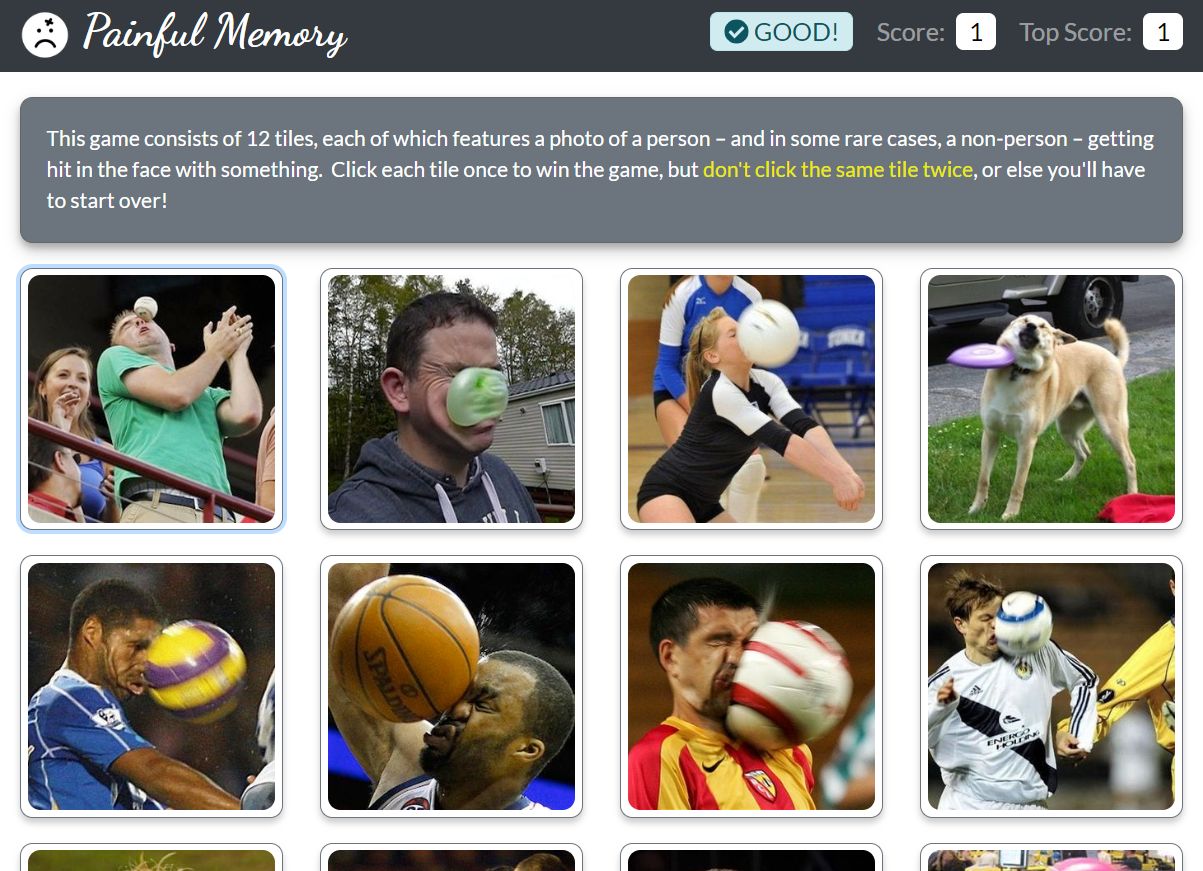 Painful Memory
GOOD! Score: 1 Top Score: 1
This game consists of 12 tiles, each of which features a photo of a person – and in some rare cases, a non-person – getting
hit in the face with something.  Click each tile once to win the game, but don't click the same tile twice, or else you'll have
to start over!
SPALDING
ENERGO
HOLDING